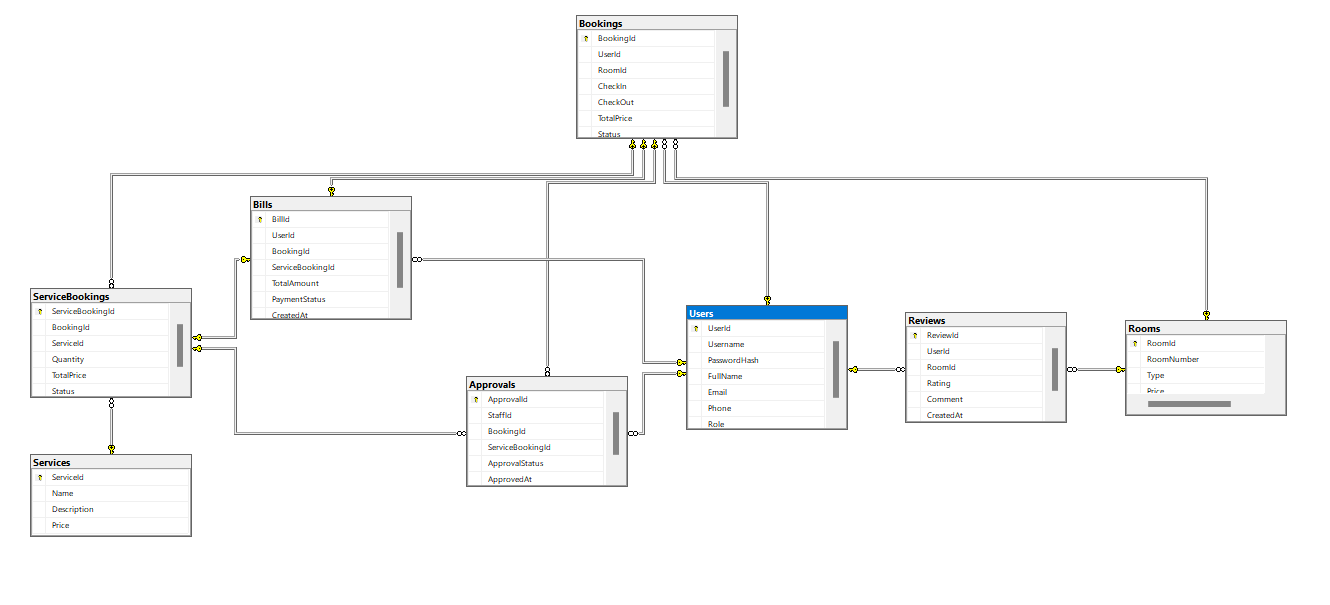 Bookings
BookingId
UserId
RoomId
CheckIn
CheckOut
TotalPrice
Status
Bills
BillId
UserId
BookingId
ServiceBookingId
TotalAmount
PaymentStatus
CreatedAt
ServiceBookings
ServiceBookingId
BookingId
ServiceId
Quantity
TotalPrice
Status
Services
ServiceId
Name
Description
Price
Approvals
ApprovalId
StaffId
BookingId
ServiceBookingId
ApprovalStatus
ApprovedAt
Users
UserId
Username
PasswordHash
FullName
Email
Phone
Role
Reviews
ReviewId
UserId
RoomId
Rating
Comment
CreatedAt
Rooms
RoomId
RoomNumber
Type
Price